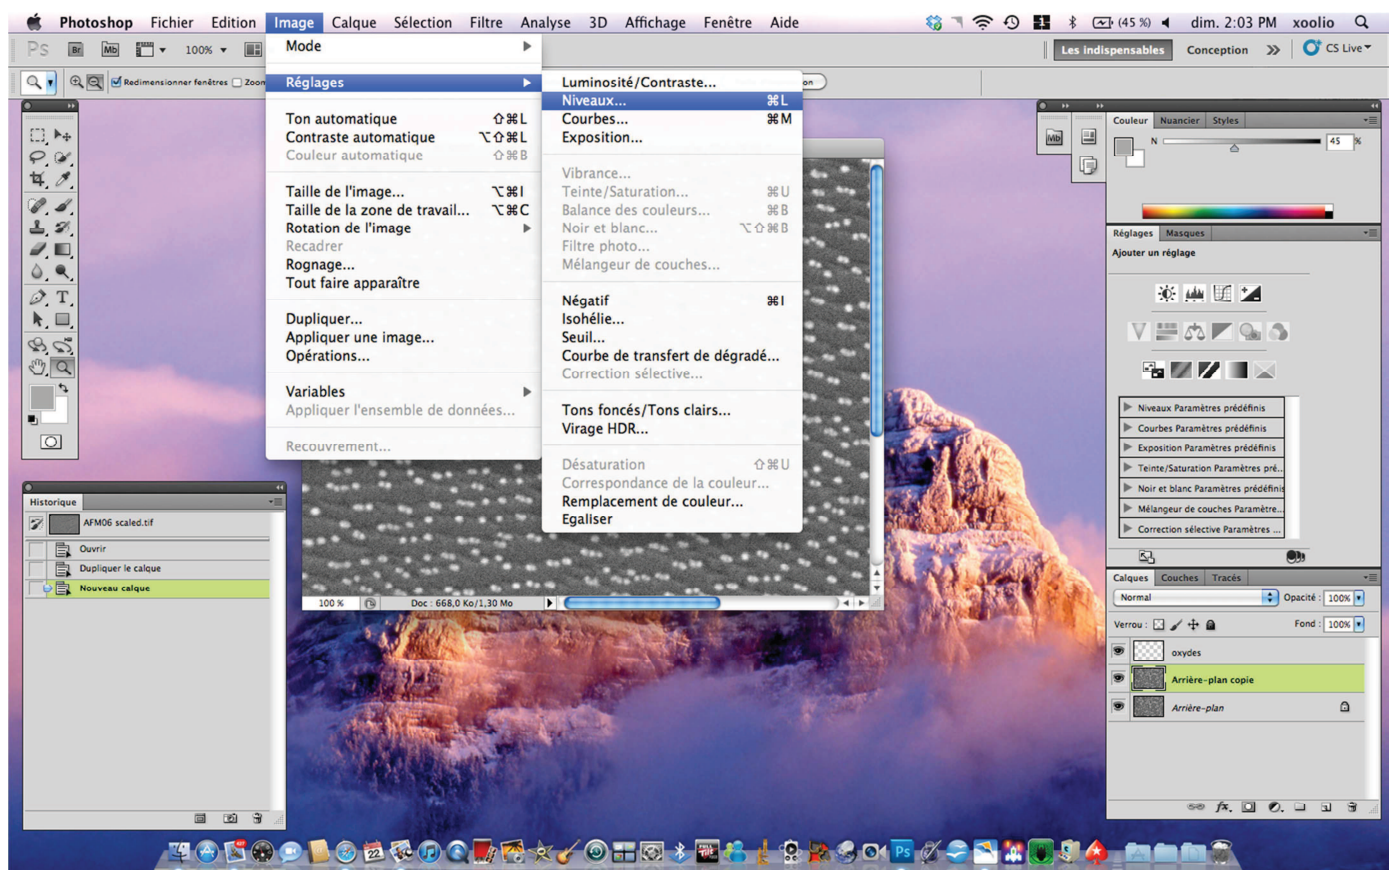 Photoshop Fichier Edition Image Calque Sélection Filtre Analyse 3D Affichage Fenêtre Aide
(45 %) dim. 2:03 PM xoolio
Ps Br Mb 100% Les indispensables Conception CS Live
Redimensionner fenêtres Zoom
Mode
Réglages
Ton automatique ⇧⌘L
Contraste automatique ⌥⇧⌘L
Couleur automatique ⇧⌘B
Taille de l'image... ⌥⌘I
Taille de la zone de travail... ⌥⌘C
Rotation de l'image
Recadrer
Rognage...
Tout faire apparaître
Dupliquer...
Appliquer une image...
Opérations...
Variables
Appliquer l'ensemble de données...
Recouvrement...
Luminosité/Contraste...
Niveaux... ⌘L
Courbes... ⌘M
Exposition...
Vibrance...
Teinte/Saturation... ⌘U
Balance des couleurs... ⌘B
Noir et blanc... ⌥⇧⌘B
Filtre photo...
Mélangeur de couches...
Négatif ⌘I
Isohélie...
Seuil...
Courbe de transfert de dégradé...
Correction sélective...
Tons foncés/Tons clairs...
Virage HDR...
Désaturation ⇧⌘U
Correspondance de la couleur...
Remplacement de couleur...
Egaliser
Historique
AFM06 scaled.tif
Ouvrir
Dupliquer le calque
Nouveau calque
100 % Doc : 668,0 Ko/1,30 Mo
Mb
Couleur Nuancier Styles
N 45 %
Réglages Masques
Ajouter un réglage
Niveaux Paramètres prédéfinis
Courbes Paramètres prédéfinis
Exposition Paramètres prédéfinis
Teinte/Saturation Paramètres pré...
Noir et blanc Paramètres prédéfinis
Mélangeur de couches Paramètre...
Correction sélective Paramètres ...
Calques Couches Tracés
Normal Opacité : 100%
Verrou : Fond : 100%
oxydes
Arrière-plan copie
Arrière-plan
22
Ps